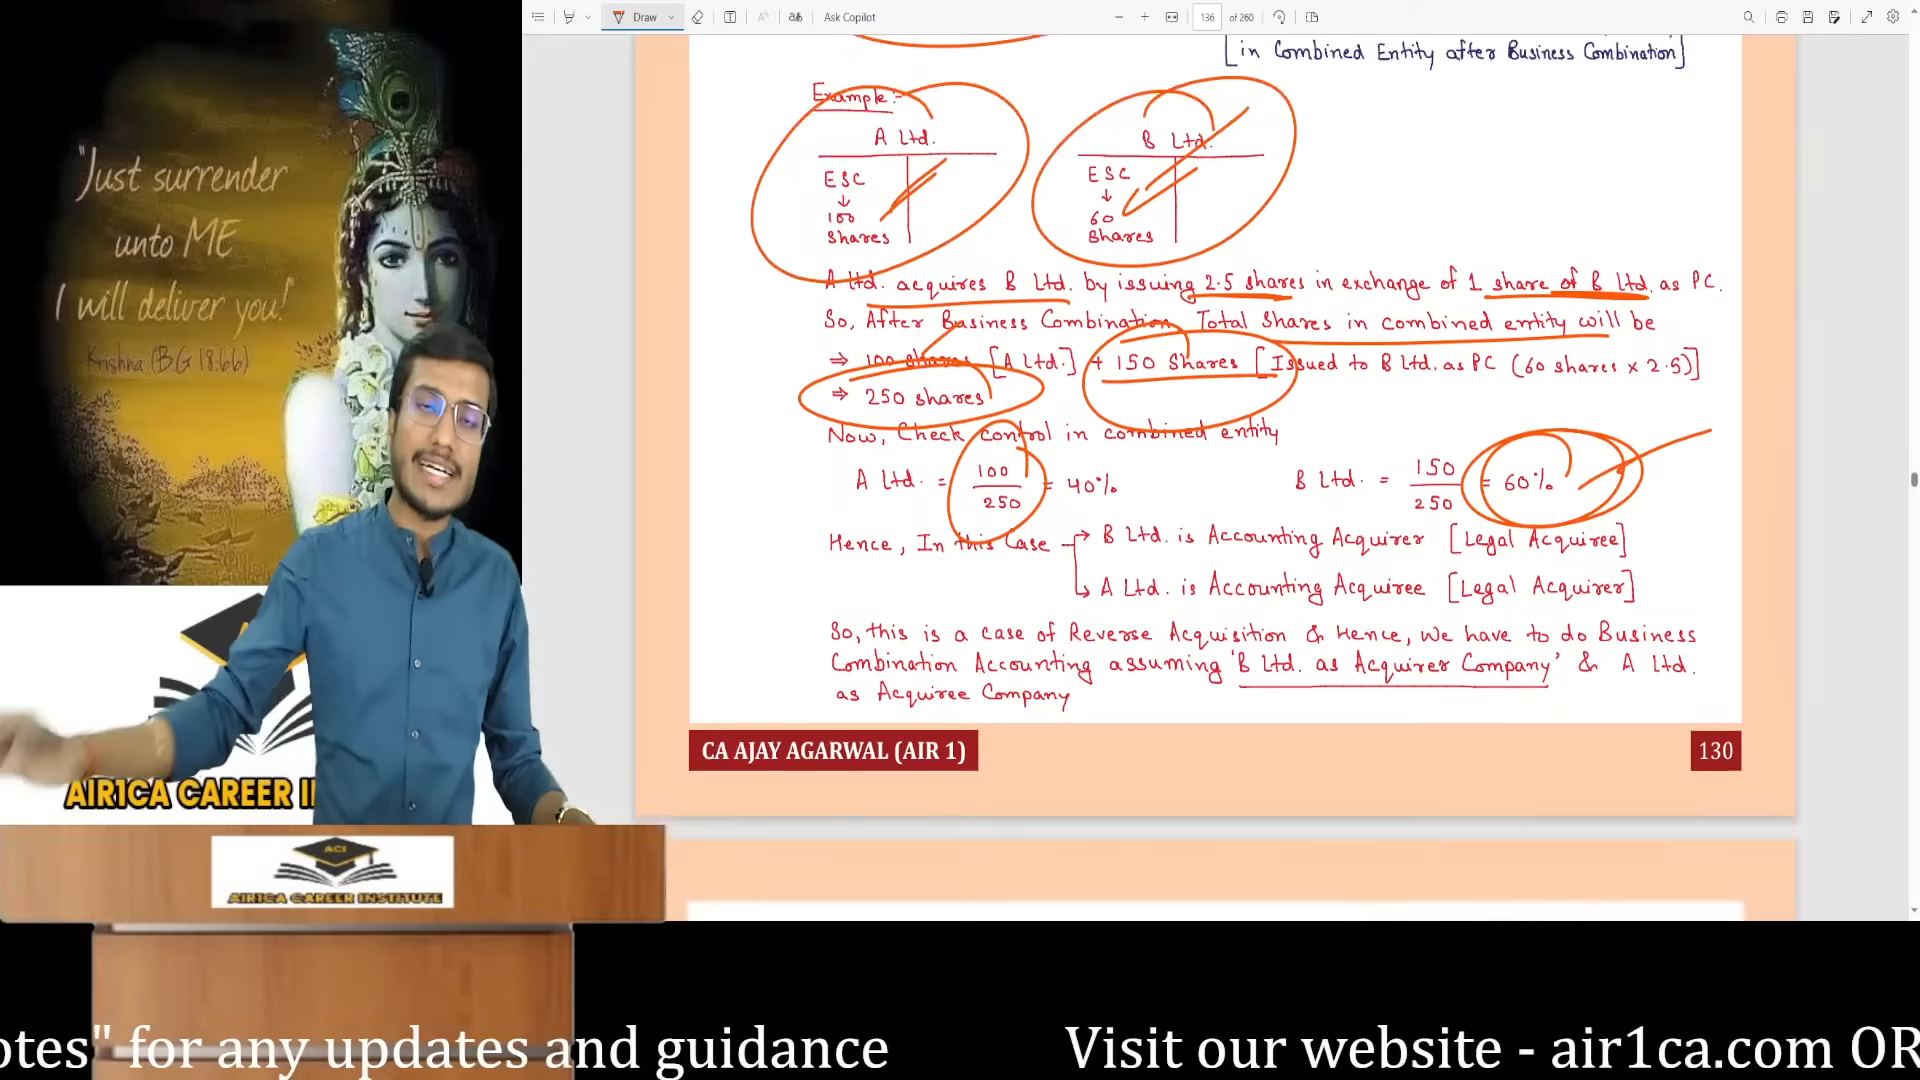 "Just surrender
unto ME
I will deliver you!"
Krishna (B.G 18.66)
AIR1CA CAREER I
ACI
AIR1CA CAREER INSTITUTE
Draw
Ask Copilot
136
of 260
[in Combined Entity after Business Combination]
Example:-
A Ltd.
ESC
↓
100
Shares
B Ltd.
ESC
↓
60
Shares
A Ltd. acquires B Ltd. by issuing 2.5 shares in exchange of 1 share of B Ltd. as PC.
So, After Business Combination, Total Shares in combined entity will be
⇒ 100 shares [A Ltd.] + 150 Shares [Issued to B Ltd. as PC (60 shares x 2.5)]
⇒ 250 shares
Now, Check control in combined entity
A Ltd. = 100/250 = 40%
B Ltd. = 150/250 = 60%
Hence, In this Case → B Ltd. is Accounting Acquirer [Legal Acquiree]
↳ A Ltd. is Accounting Acquiree [Legal Acquirer]
So, this is a case of Reverse Acquisition & Hence, We have to do Business
Combination Accounting assuming 'B Ltd. as Acquirer Company' & A Ltd.
as Acquiree Company
CA AJAY AGARWAL (AIR 1)
130
otes" for any updates and guidance
Visit our website - air1ca.com OR